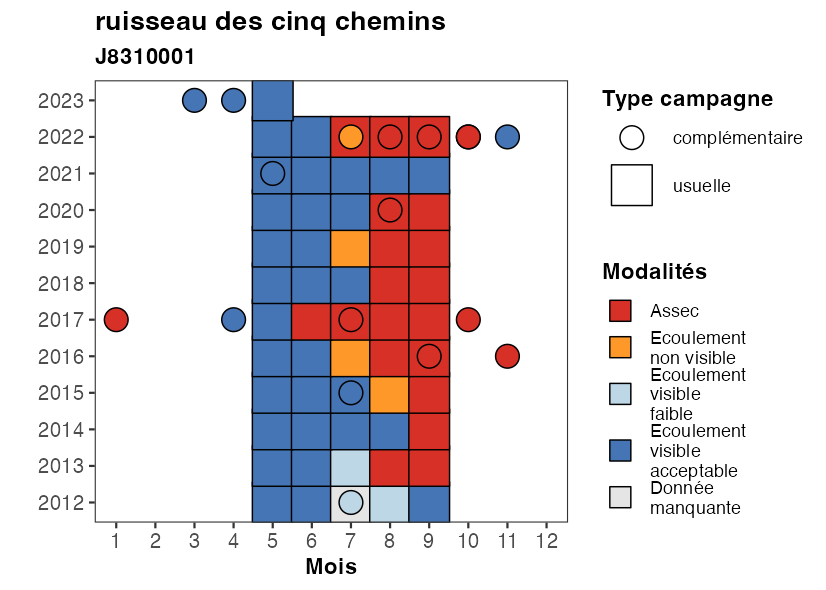 ruisseau des cinq chemins
J8310001
2023
2022
2021
2020
2019
2018
2017
2016
2015
2014
2013
2012
1 2 3 4 5 6 7 8 9 10 11 12
Mois
Type campagne
complémentaire
usuelle
Modalités
Assec
Ecoulement
non visible
Ecoulement
visible
faible
Ecoulement
visible
acceptable
Donnée
manquante